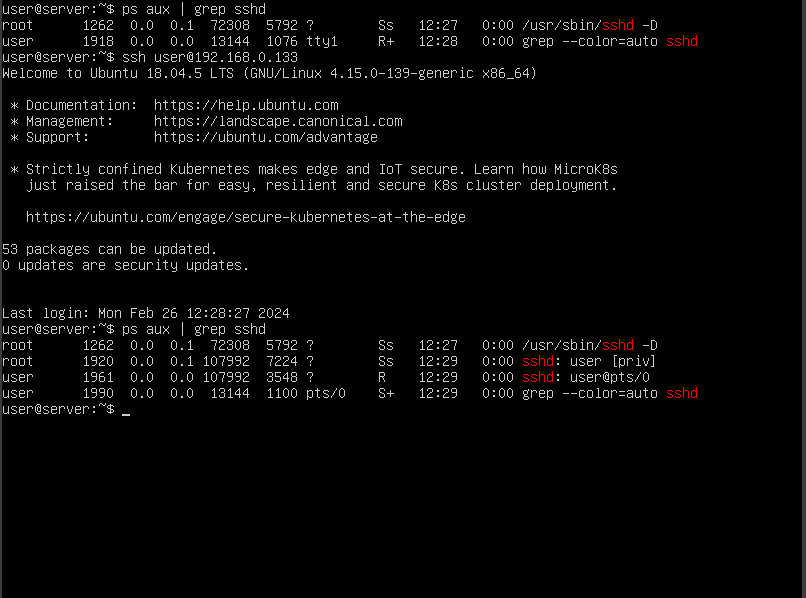 user@server:~$ ps aux | grep sshd
root      1262  0.0  0.1  72308  5792 ?        Ss   12:27   0:00 /usr/sbin/sshd -D
user      1918  0.0  0.0  13144  1076 tty1     R+   12:28   0:00 grep --color=auto sshd
user@server:~$ ssh user@192.168.0.133
Welcome to Ubuntu 18.04.5 LTS (GNU/Linux 4.15.0-139-generic x86_64)

 * Documentation:  https://help.ubuntu.com
 * Management:     https://landscape.canonical.com
 * Support:        https://ubuntu.com/advantage

 * Strictly confined Kubernetes makes edge and IoT secure. Learn how MicroK8s
   just raised the bar for easy, resilient and secure K8s cluster deployment.

   https://ubuntu.com/engage/secure-kubernetes-at-the-edge

53 packages can be updated.
0 updates are security updates.


Last login: Mon Feb 26 12:28:27 2024
user@server:~$ ps aux | grep sshd
root      1262  0.0  0.1  72308  5792 ?        Ss   12:27   0:00 /usr/sbin/sshd -D
root      1920  0.0  0.1 107992  7224 ?        Ss   12:29   0:00 sshd: user [priv]
user      1961  0.0  0.0 107992  3548 ?        R    12:29   0:00 sshd: user@pts/0
user      1990  0.0  0.0  13144  1100 pts/0    S+   12:29   0:00 grep --color=auto sshd
user@server:~$ _